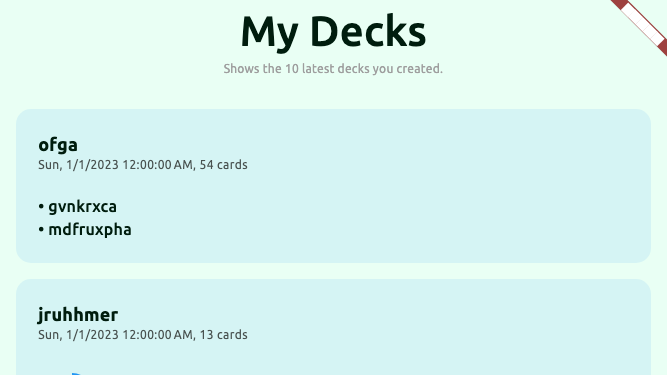 My Decks
Shows the 10 latest decks you created.
ofga
Sun, 1/1/2023 12:00:00 AM, 54 cards
• gvnkrxca
• mdfruxpha
jruhhmer
Sun, 1/1/2023 12:00:00 AM, 13 cards